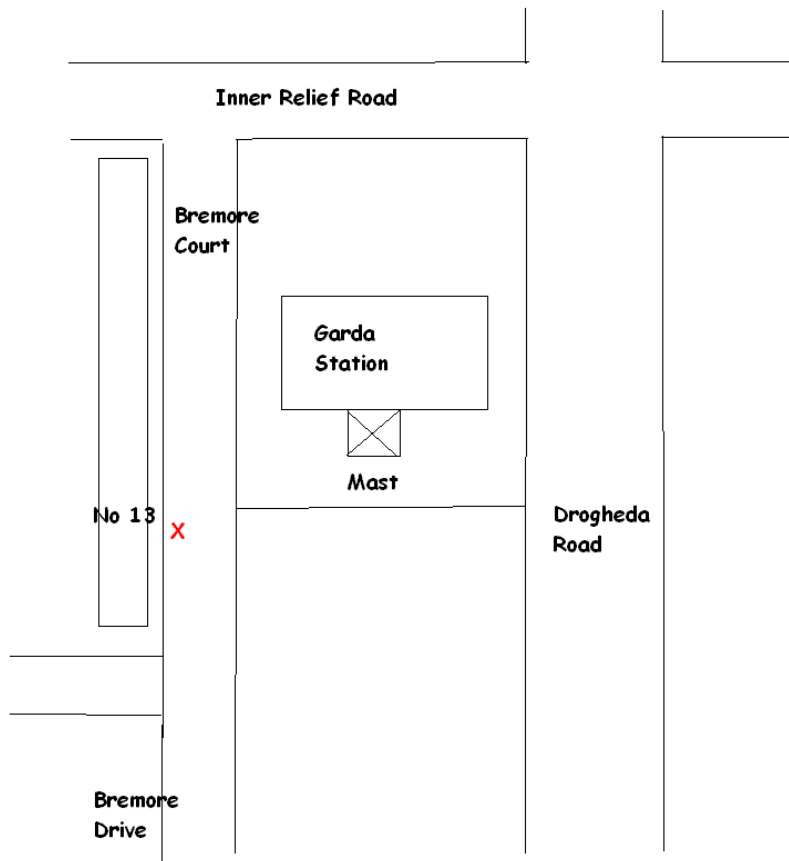 Inner Relief Road
Bremore
Court
Garda
Station
Mast
No 13
X
Drogheda
Road
Bremore
Drive